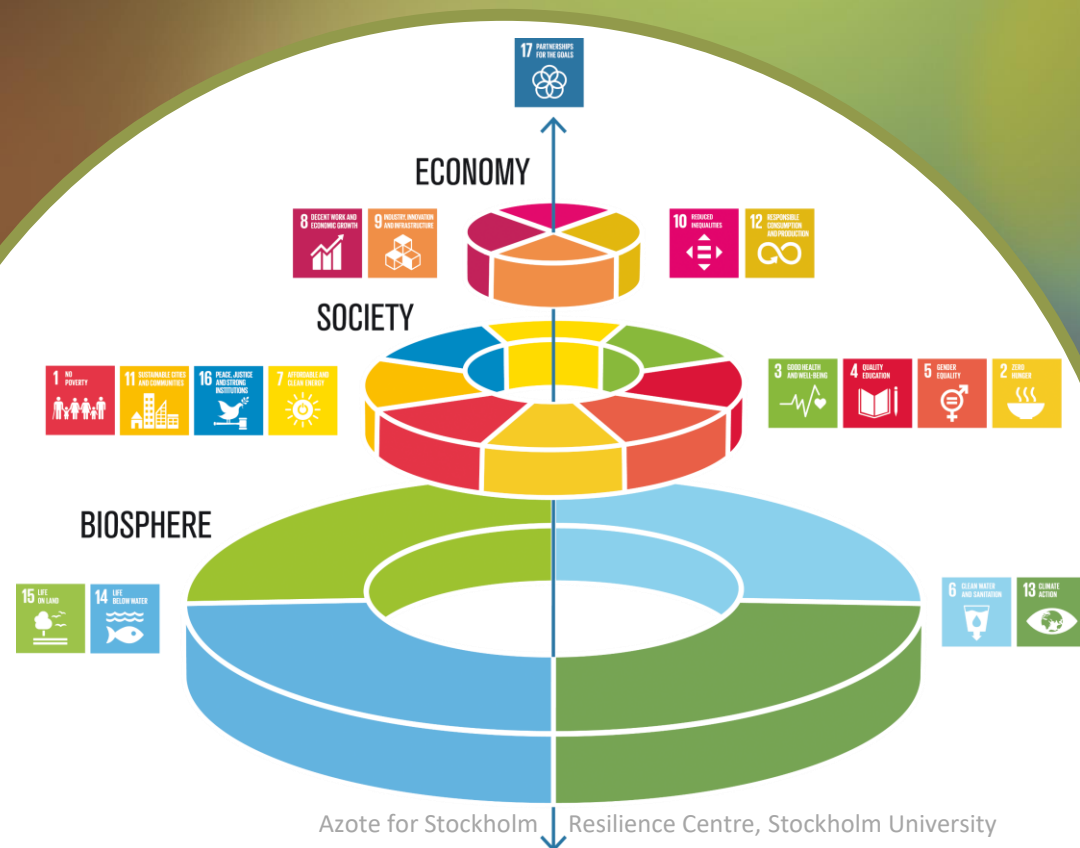 17 PARTNERSHIPS
FOR THE GOALS
ECONOMY
8 DECENT WORK AND
ECONOMIC GROWTH
9 INDUSTRY, INNOVATION
AND INFRASTRUCTURE
10 REDUCED
INEQUALITIES
12 RESPONSIBLE
CONSUMPTION
AND PRODUCTION
SOCIETY
1 NO
POVERTY
11 SUSTAINABLE CITIES
AND COMMUNITIES
16 PEACE, JUSTICE
AND STRONG
INSTITUTIONS
7 AFFORDABLE AND
CLEAN ENERGY
3 GOOD HEALTH
AND WELL-BEING
4 QUALITY
EDUCATION
5 GENDER
EQUALITY
2 ZERO
HUNGER
BIOSPHERE
15 LIFE
ON LAND
14 LIFE
BELOW WATER
6 CLEAN WATER
AND SANITATION
13 CLIMATE
ACTION
Azote for Stockholm Resilience Centre, Stockholm University